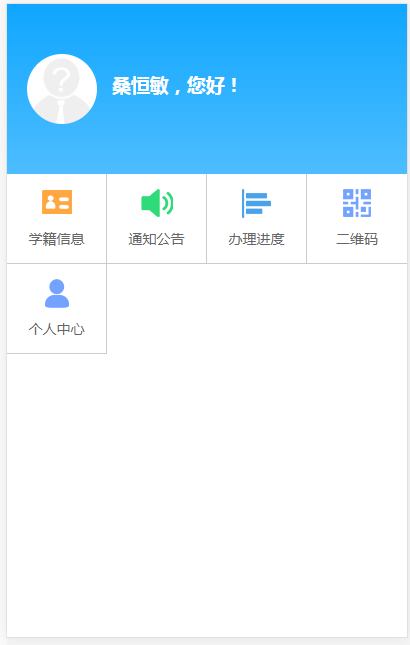 桑恒敏，您好！
学籍信息
通知公告
办理进度
二维码
个人中心